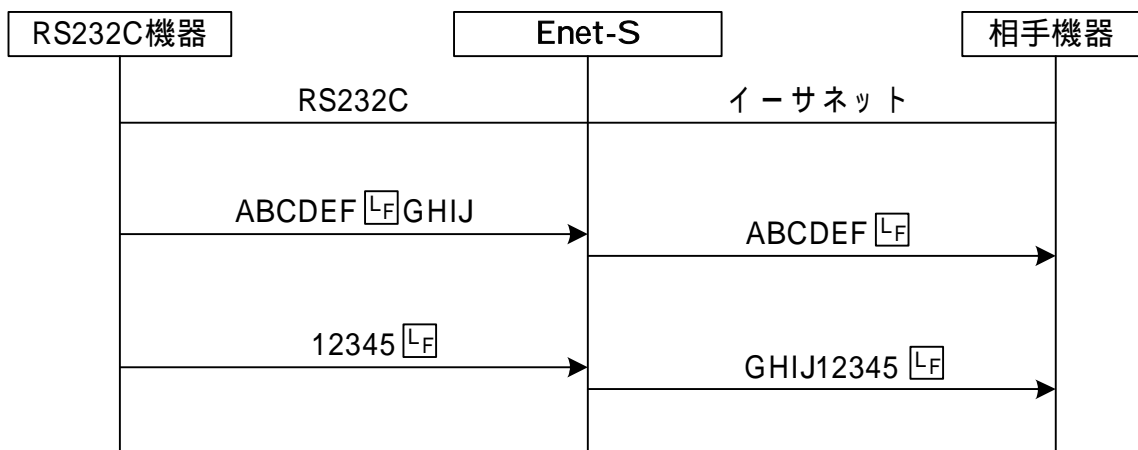 RS232C機器
Enet-S
相手機器
RS232C
イーサネット
ABCDEF LF GHIJ
ABCDEF LF
12345 LF
GHIJ12345 LF